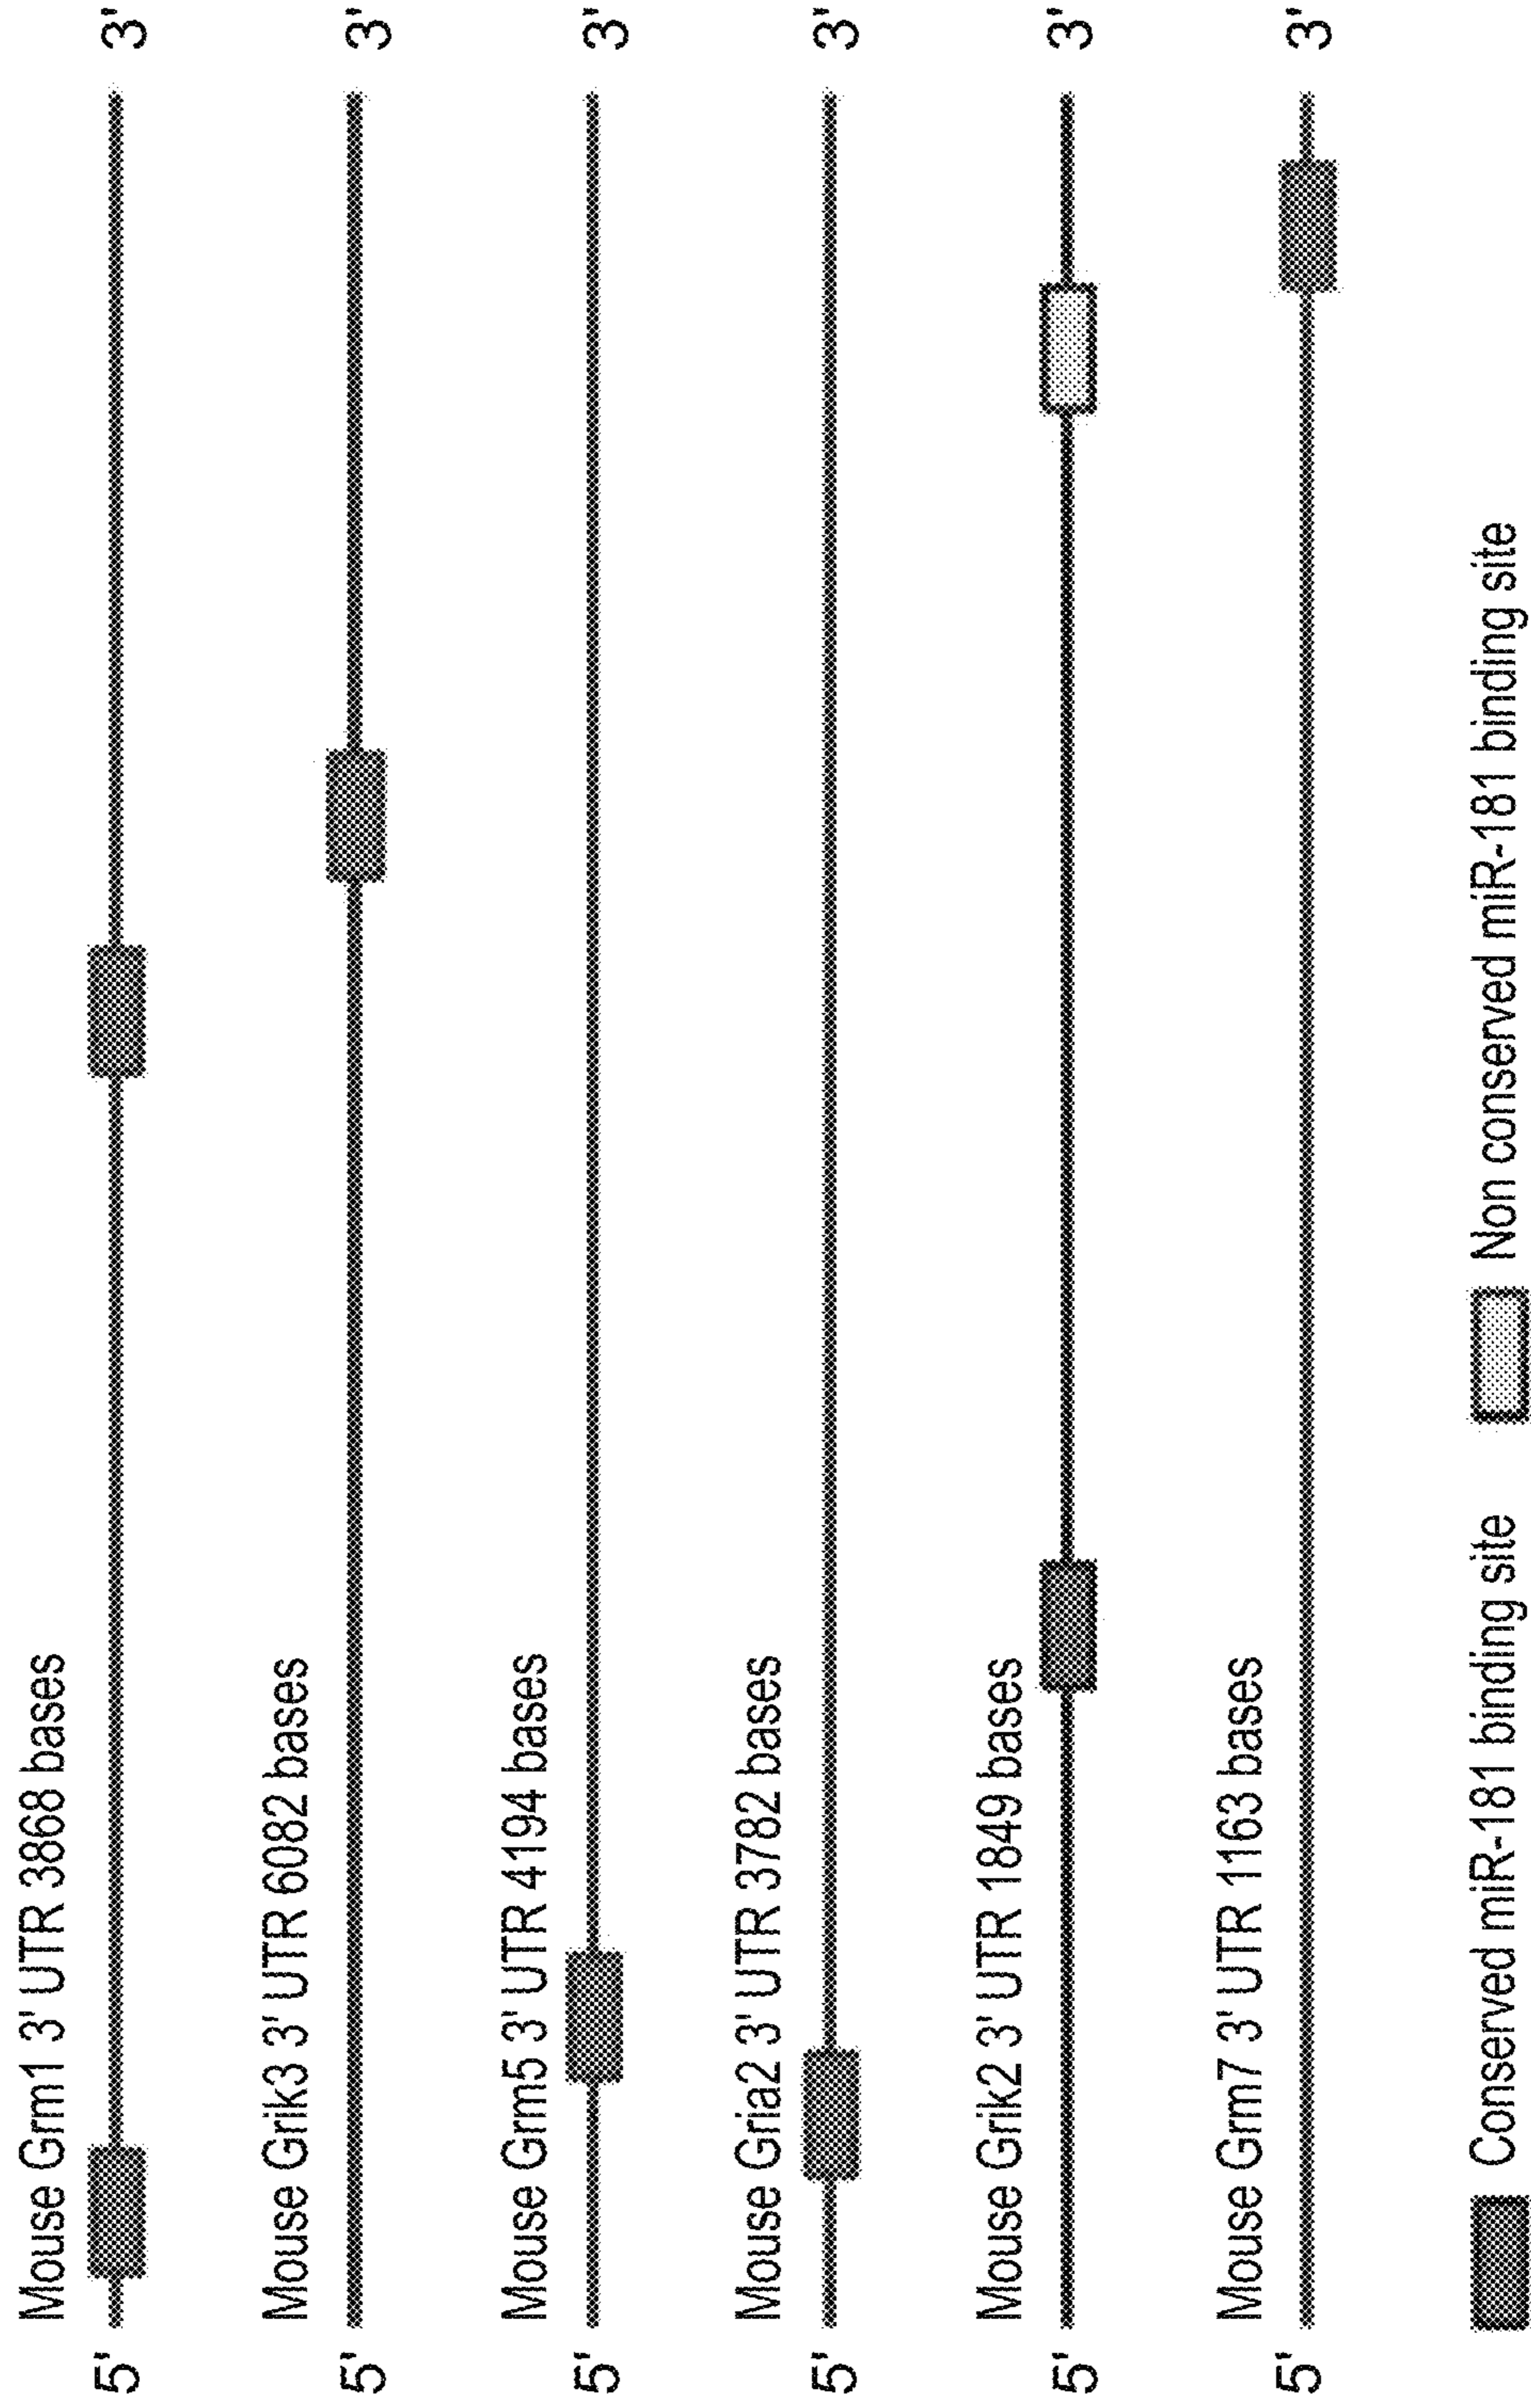 Mouse Grm1 3' UTR 3868 bases
5' 3'
Mouse Grik3 3' UTR 6082 bases
5' 3'
Mouse Grm5 3' UTR 4194 bases
5' 3'
Mouse Gria2 3' UTR 3782 bases
5' 3'
Mouse Grik2 3' UTR 1849 bases
5' 3'
Mouse Grm7 3' UTR 1163 bases
5' 3'
Conserved miR-181 binding site Non conserved miR-181 binding site